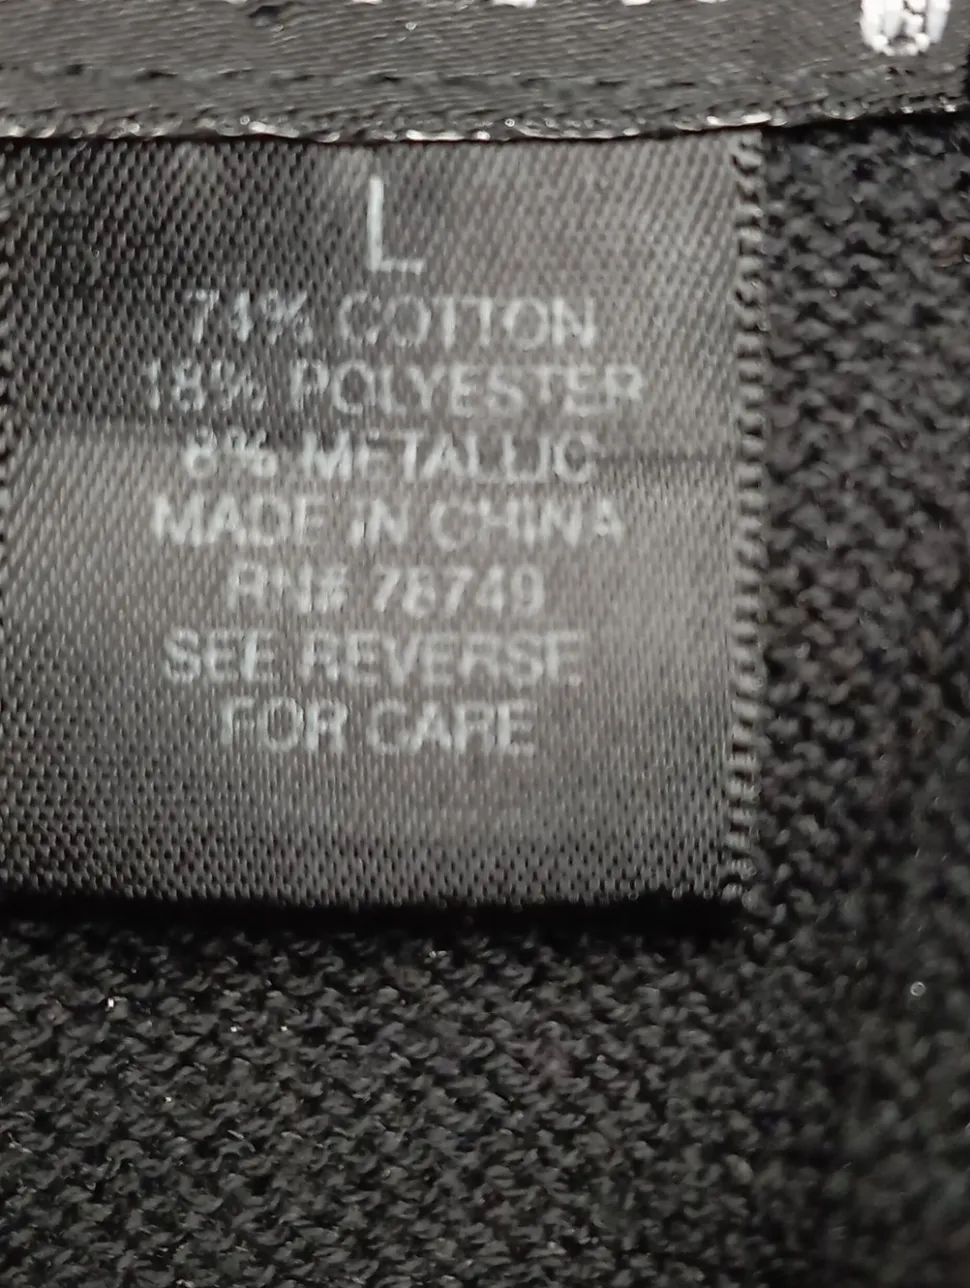 L
74% COTTON
18% POLYESTER
8% METALLIC
MADE IN CHINA
RN# 78749
SEE REVERSE
FOR CARE